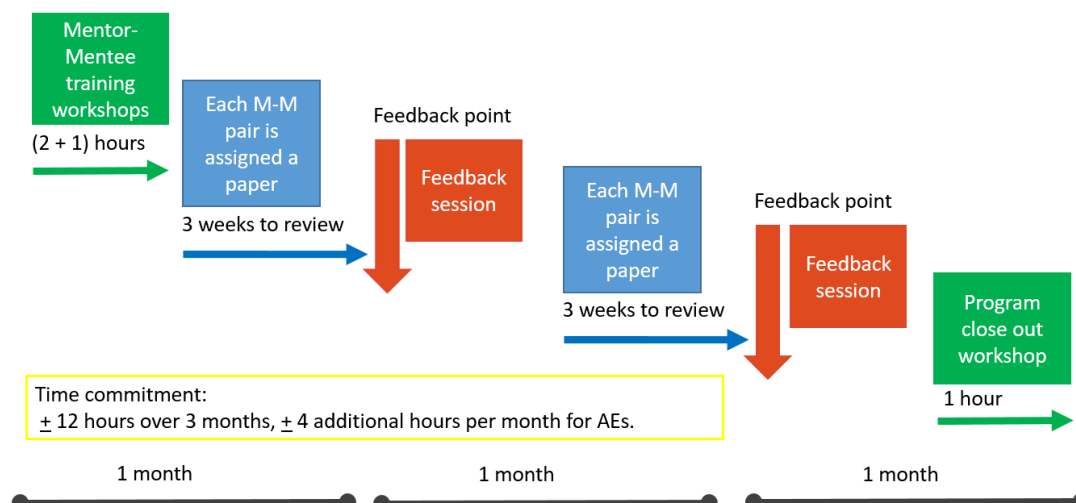 Mentor-
Mentee
training
workshops
(2 + 1) hours
Each M-M
pair is
assigned a
paper
3 weeks to review
Feedback point
Feedback
session
Each M-M
pair is
assigned a
paper
3 weeks to review
Feedback point
Feedback
session
Program
close out
workshop
1 hour
Time commitment:
± 12 hours over 3 months, ± 4 additional hours per month for AEs.
1 month
1 month
1 month